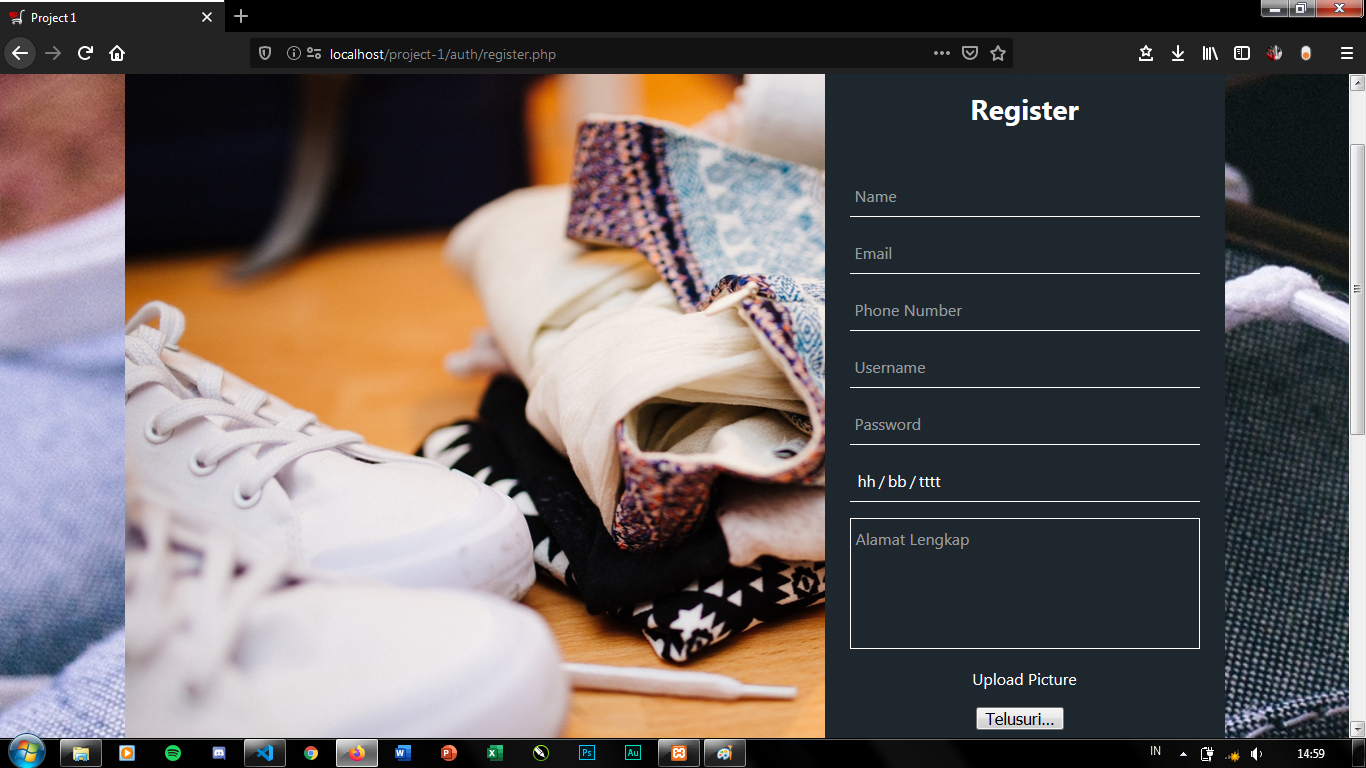 Project 1
localhost/project-1/auth/register.php
Register
Name
Email
Phone Number
Username
Password
hh / bb / tttt
Alamat Lengkap
Upload Picture
Telusuri...
IN
14:59